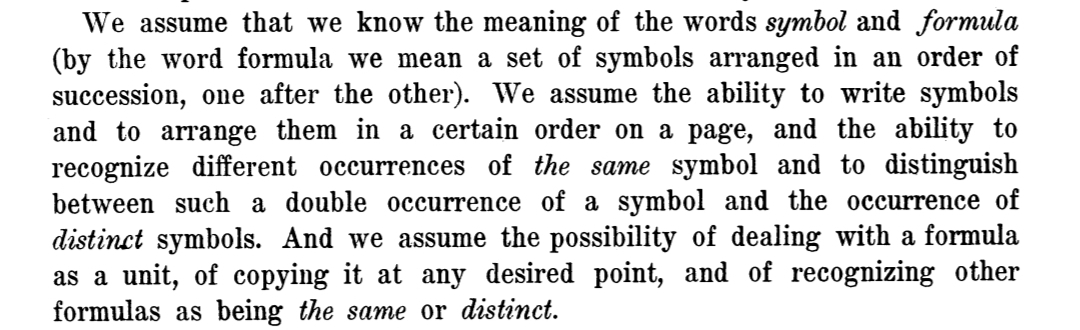 We assume that we know the meaning of the words symbol and formula
(by the word formula we mean a set of symbols arranged in an order of
succession, one after the other). We assume the ability to write symbols
and to arrange them in a certain order on a page, and the ability to
recognize different occurrences of the same symbol and to distinguish
between such a double occurrence of a symbol and the occurrence of
distinct symbols. And we assume the possibility of dealing with a formula
as a unit, of copying it at any desired point, and of recognizing other
formulas as being the same or distinct.